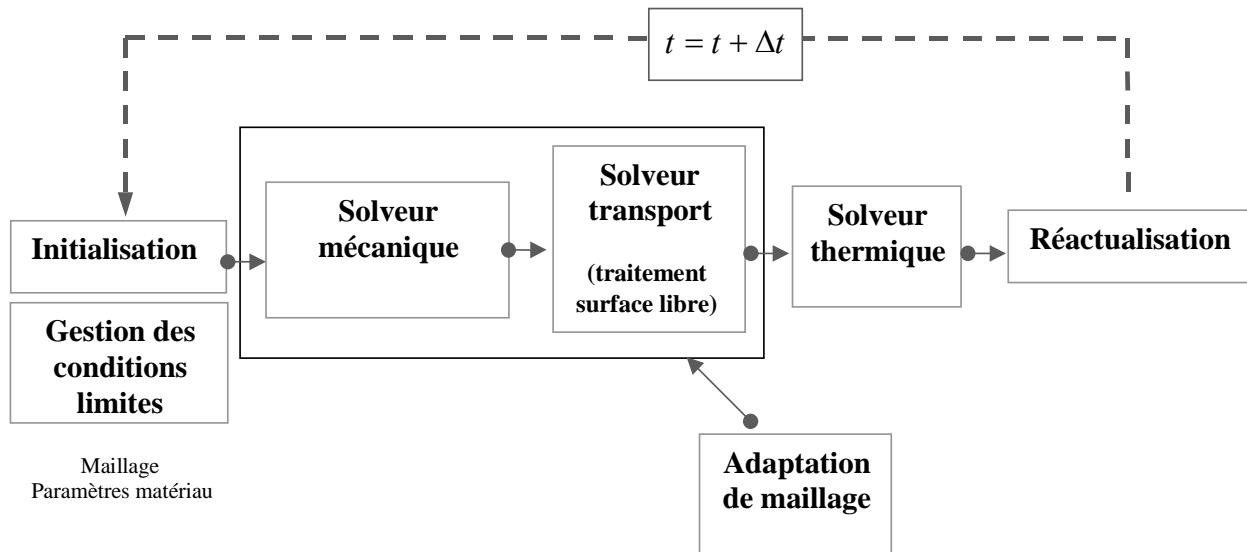 t = t + Δt
Initialisation
Gestion des
conditions
limites
Maillage
Paramètres matériau
Solveur
mécanique
Solveur
transport
(traitement
surface libre)
Solveur
thermique
Réactualisation
Adaptation
de maillage